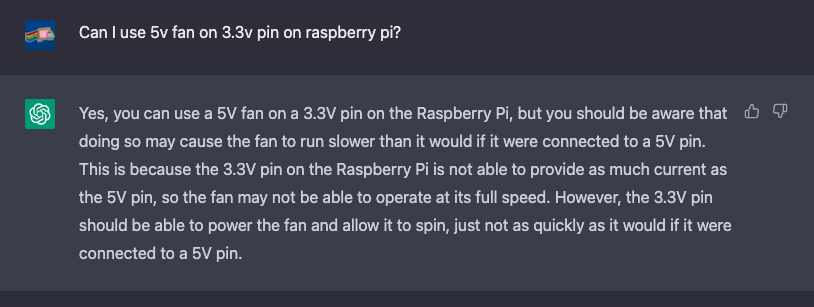 Can I use 5v fan on 3.3v pin on raspberry pi?
Yes, you can use a 5V fan on a 3.3V pin on the Raspberry Pi, but you should be aware that
doing so may cause the fan to run slower than it would if it were connected to a 5V pin.
This is because the 3.3V pin on the Raspberry Pi is not able to provide as much current as
the 5V pin, so the fan may not be able to operate at its full speed. However, the 3.3V pin
should be able to power the fan and allow it to spin, just not as quickly as it would if it were
connected to a 5V pin.